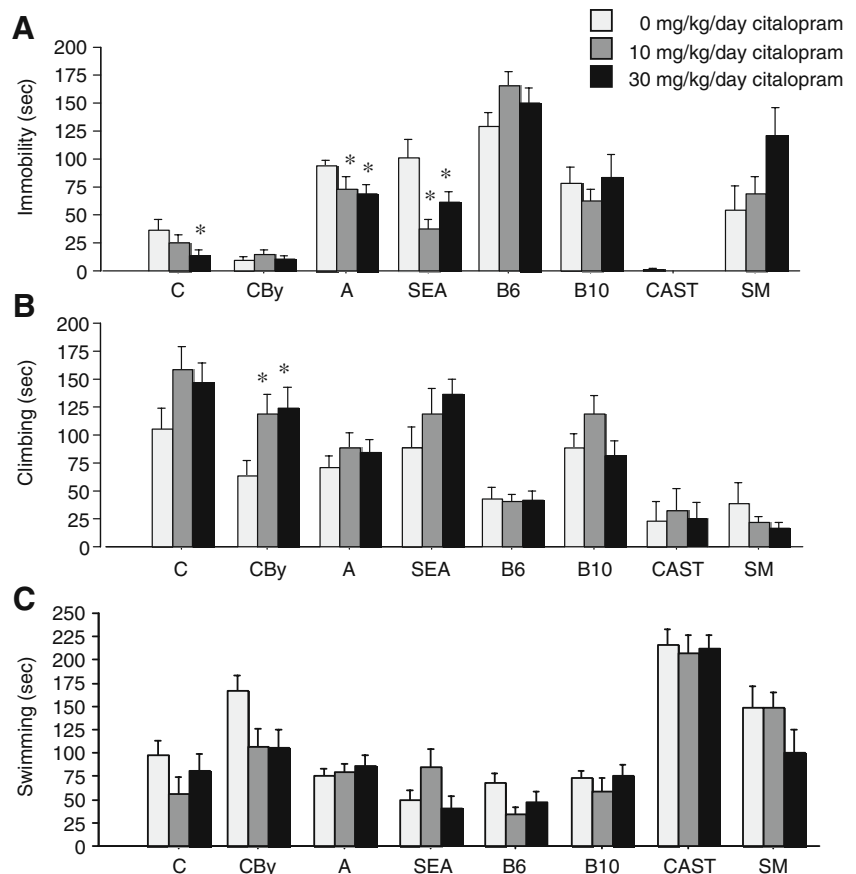 A
0 mg/kg/day citalopram
10 mg/kg/day citalopram
30 mg/kg/day citalopram
Immobility (sec)
200
175
150
125
100
75
50
25
0
* * * * *
C CBy A SEA B6 B10 CAST SM
B
Climbing (sec)
200
175
150
125
100
75
50
25
0
* *
C CBy A SEA B6 B10 CAST SM
C
Swimming (sec)
250
225
200
175
150
125
100
75
50
25
0
C CBy A SEA B6 B10 CAST SM